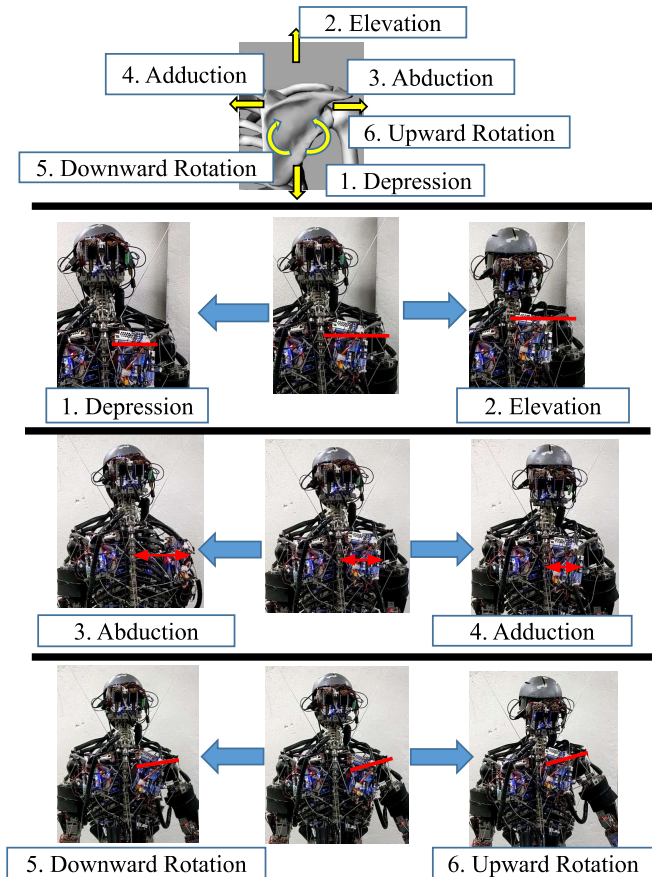 2. Elevation
4. Adduction
3. Abduction
6. Upward Rotation
5. Downward Rotation
1. Depression
1. Depression
2. Elevation
3. Abduction
4. Adduction
5. Downward Rotation
6. Upward Rotation